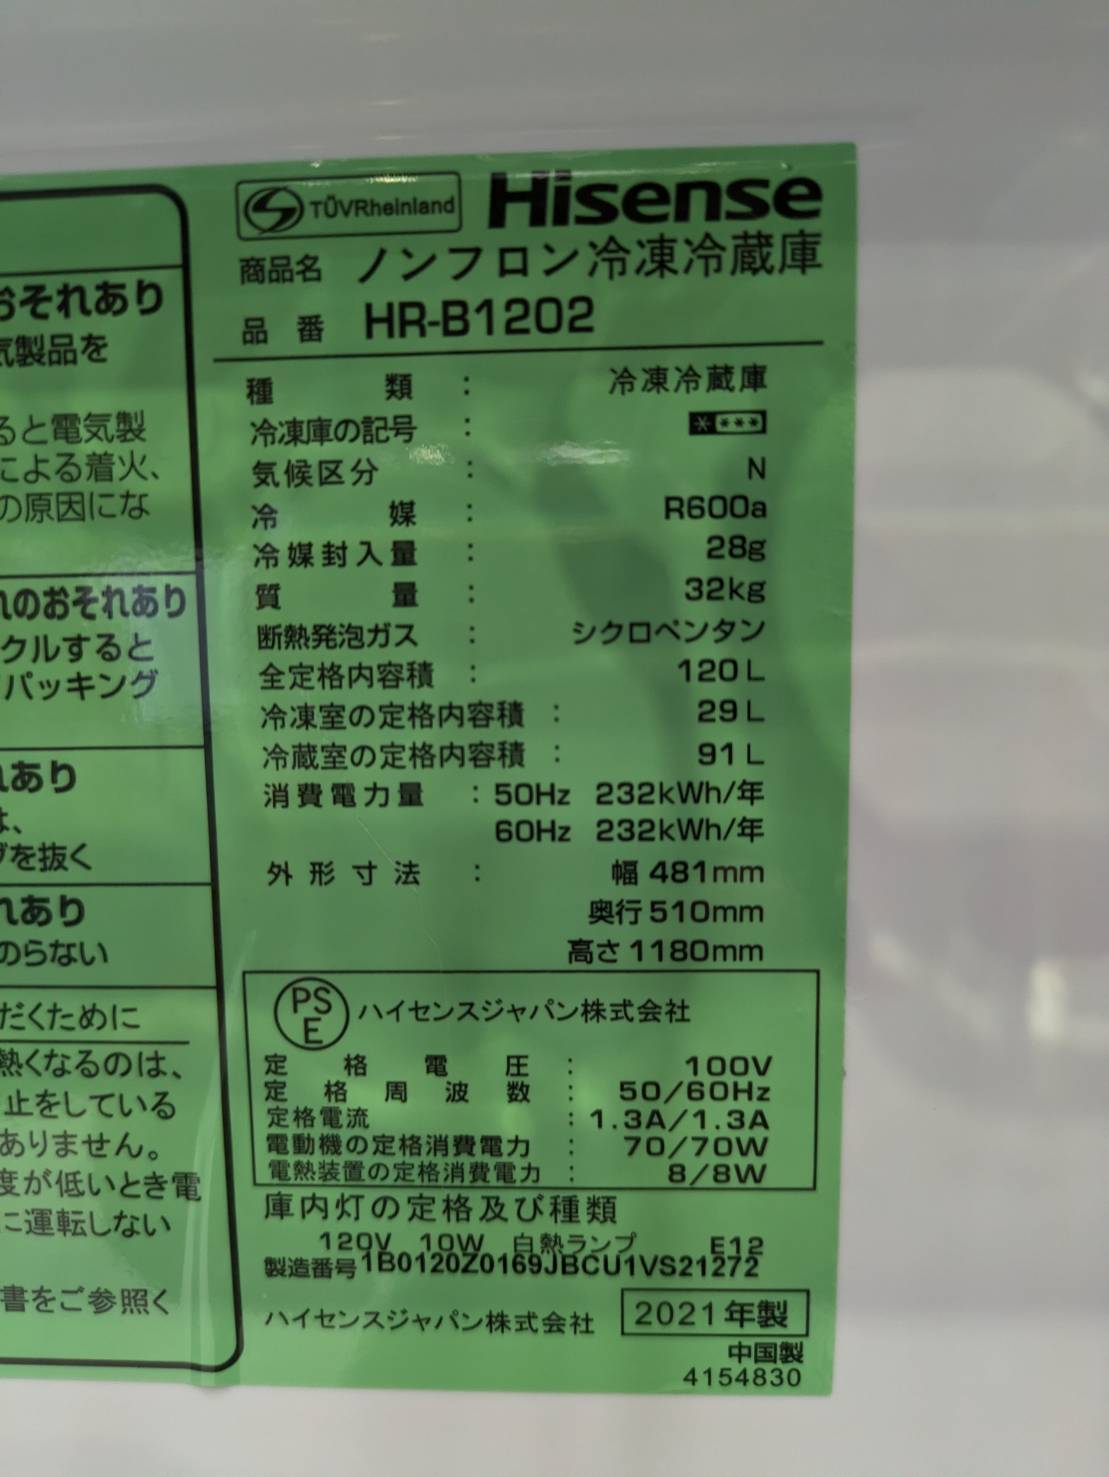 おそれあり
気製品を
ると電気製
による着火、
の原因にな
れのおそれあり
クルすると
パッキング
れあり
は、
グを抜く
れあり
のらない
だくために
熱くなるのは、
止をしている
ありません。
度が低いとき電
に運転しない
書をご参照く
TÜVRheinland Hisense
商品名 ノンフロン冷凍冷蔵庫
品番 HR-B1202
種類 : 冷凍冷蔵庫
冷凍庫の記号 : * ***
気候区分 : N
冷媒 : R600a
冷媒封入量 : 28g
質量 : 32kg
断熱発泡ガス : シクロペンタン
全定格内容積 : 120L
冷凍室の定格内容積 : 29L
冷蔵室の定格内容積 : 91L
消費電力量 : 50Hz 232kWh/年
60Hz 232kWh/年
外形寸法 : 幅 481mm
奥行 510mm
高さ 1180mm
PSE ハイセンスジャパン株式会社
定格電圧 : 100V
定格周波数 : 50/60Hz
定格電流 : 1.3A/1.3A
電動機の定格消費電力 : 70/70W
電熱装置の定格消費電力 : 8/8W
庫内灯の定格及び種類
120V 10W 白熱ランプ E12
製造番号 1B0120Z0169JBCU1VS21272
ハイセンスジャパン株式会社 2021年製
中国製
4154830